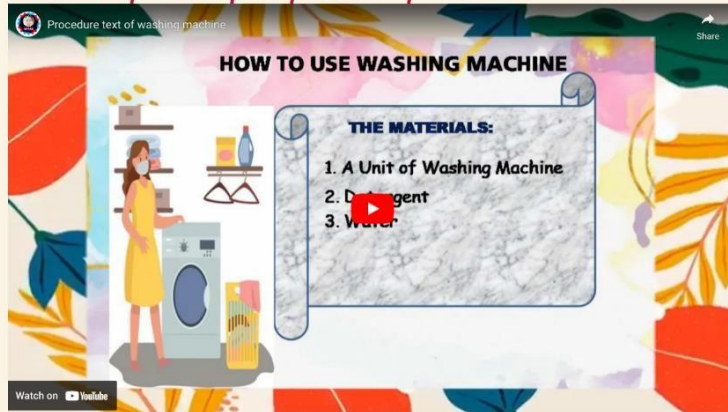 Procedure text of washing machine
Share
HOW TO USE WASHING MACHINE
THE MATERIALS:
1. A Unit of Washing Machine
2. Detergent
3. Water
Watch on YouTube